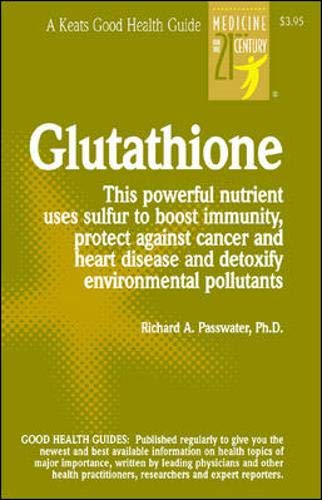 A Keats Good Health Guide
MEDICINE
FOR THE
21ST
CENTURY
®
$3.95
Glutathione
This powerful nutrient
uses sulfur to boost immunity,
protect against cancer and
heart disease and detoxify
environmental pollutants
Richard A. Passwater, Ph.D.
GOOD HEALTH GUIDES: Published regularly to give you the
newest and best available information on health topics of
major importance, written by leading physicians and other
health practitioners, researchers and expert reporters.